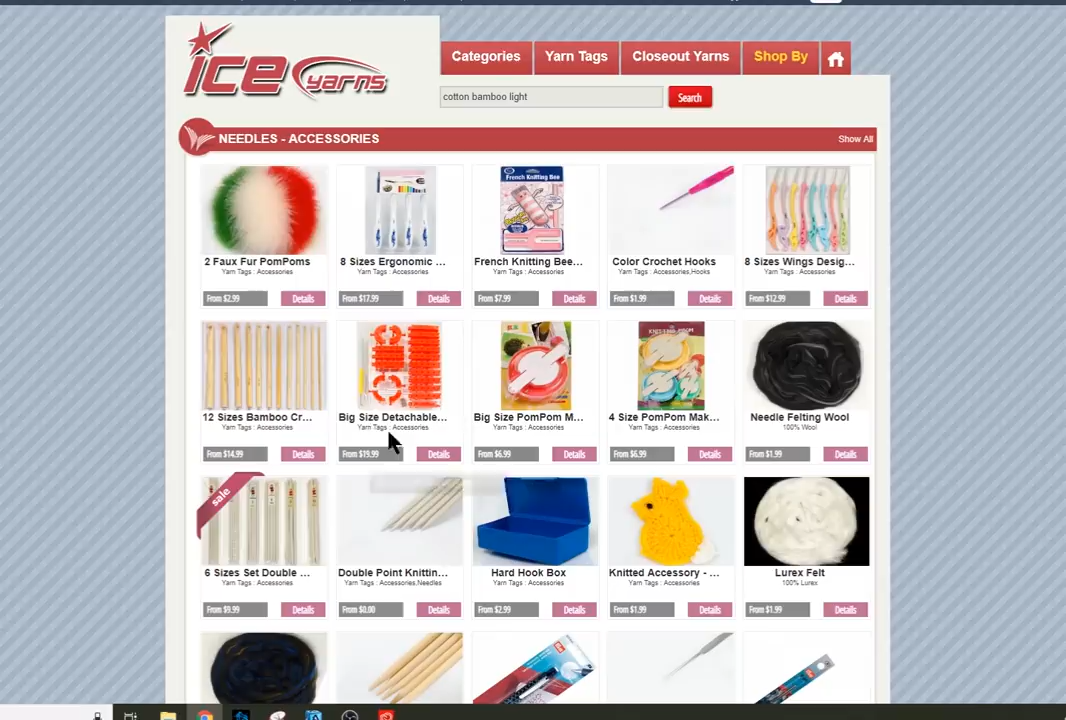 ice yarns
Categories
Yarn Tags
Closeout Yarns
Shop By
cotton bamboo light
Search
NEEDLES - ACCESSORIES
Show All
French Knitting Bee
KNITTING LOOM
2 Faux Fur PomPoms
8 Sizes Ergonomic ...
French Knitting Bee...
Color Crochet Hooks
8 Sizes Wings Desig...
Yarn Tags : Accessories
Yarn Tags : Accessories
Yarn Tags : Accessories
Yarn Tags : Accessories,Hooks
Yarn Tags : Accessories
From $2.99
Details
From $17.99
Details
From $7.99
Details
From $1.99
Details
From $12.99
Details
12 Sizes Bamboo Cr...
Big Size Detachable...
Big Size PomPom M...
4 Size PomPom Mak...
Needle Felting Wool
Yarn Tags : Accessories
Yarn Tags : Accessories
Yarn Tags : Accessories
Yarn Tags : Accessories
100% Wool
From $14.99
Details
From $19.99
Details
From $6.99
Details
From $6.99
Details
From $1.99
Details
sale
6 Sizes Set Double ...
Double Point Knittin...
Hard Hook Box
Knitted Accessory - ...
Lurex Felt
Yarn Tags : Accessories
Yarn Tags : Accessories,Needles
Yarn Tags : Accessories
Yarn Tags : Accessories
100% Lurex
From $9.99
Details
From $0.00
Details
From $2.99
Details
From $1.99
Details
From $1.99
Details